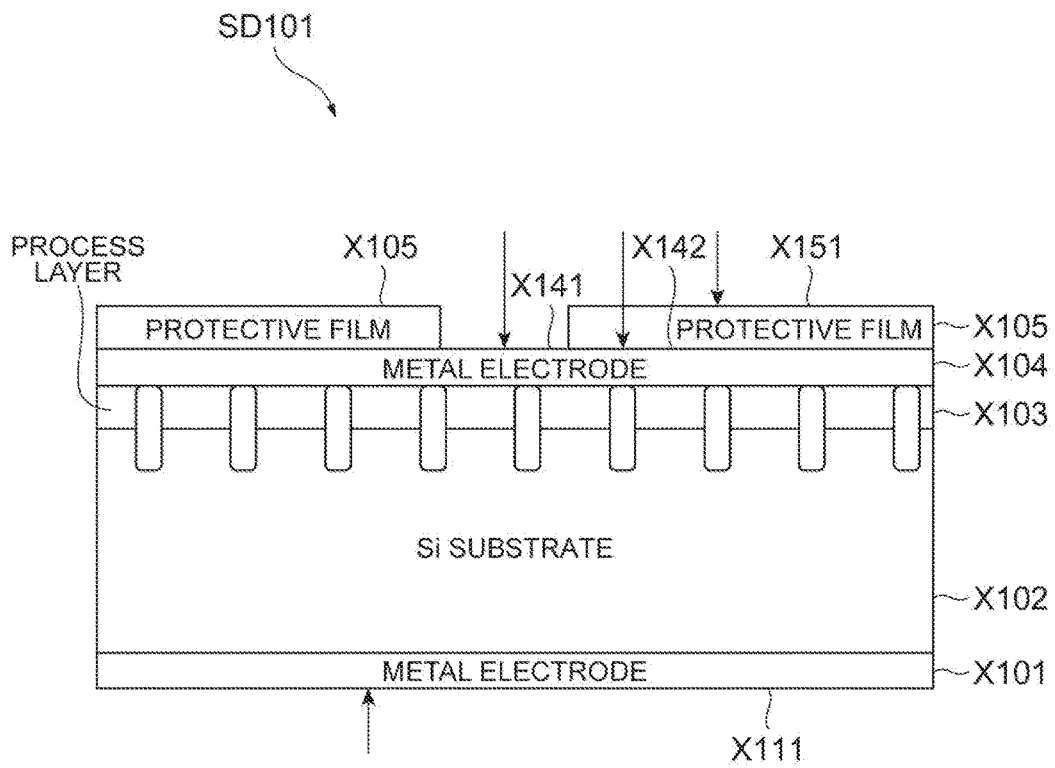 SD101
PROCESS
LAYER
X105
X141
X142
X151
PROTECTIVE FILM
PROTECTIVE FILM
X105
METAL ELECTRODE
X104
X103
Si SUBSTRATE
X102
METAL ELECTRODE
X101
X111